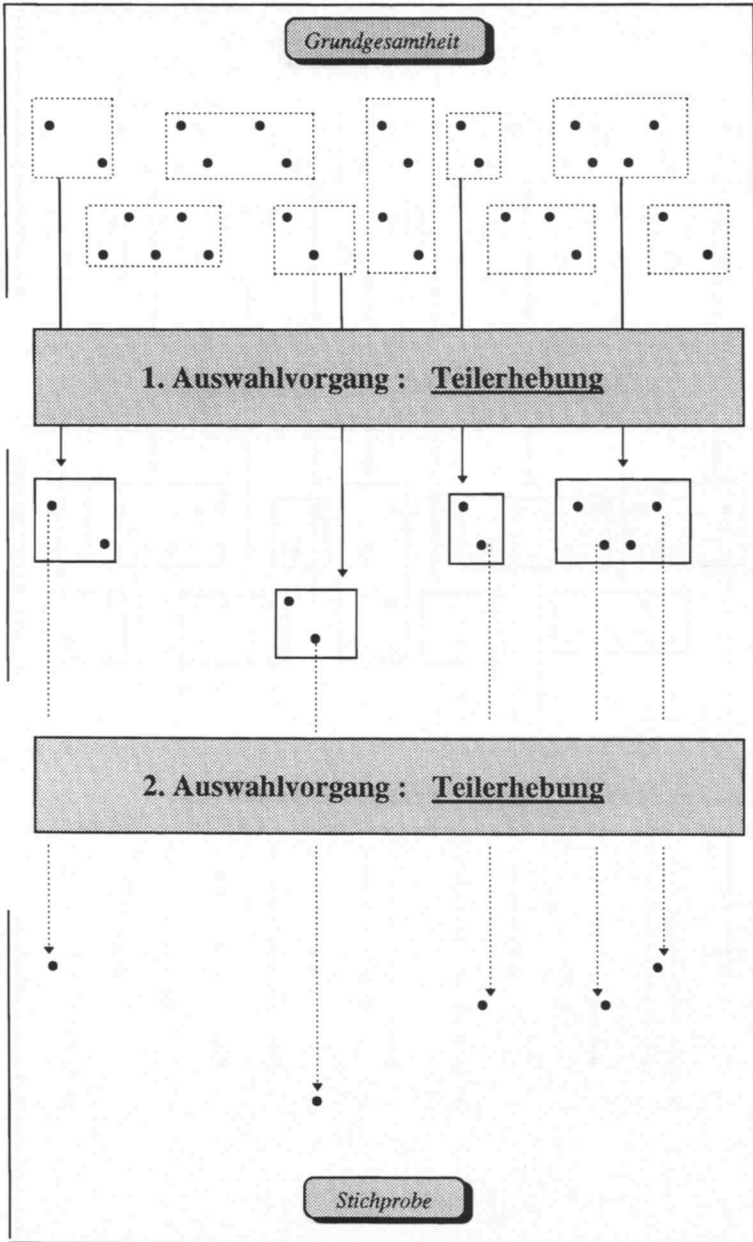 Grundgesamtheit
1. Auswahlvorgang : Teilerhebung
2. Auswahlvorgang : Teilerhebung
Stichprobe